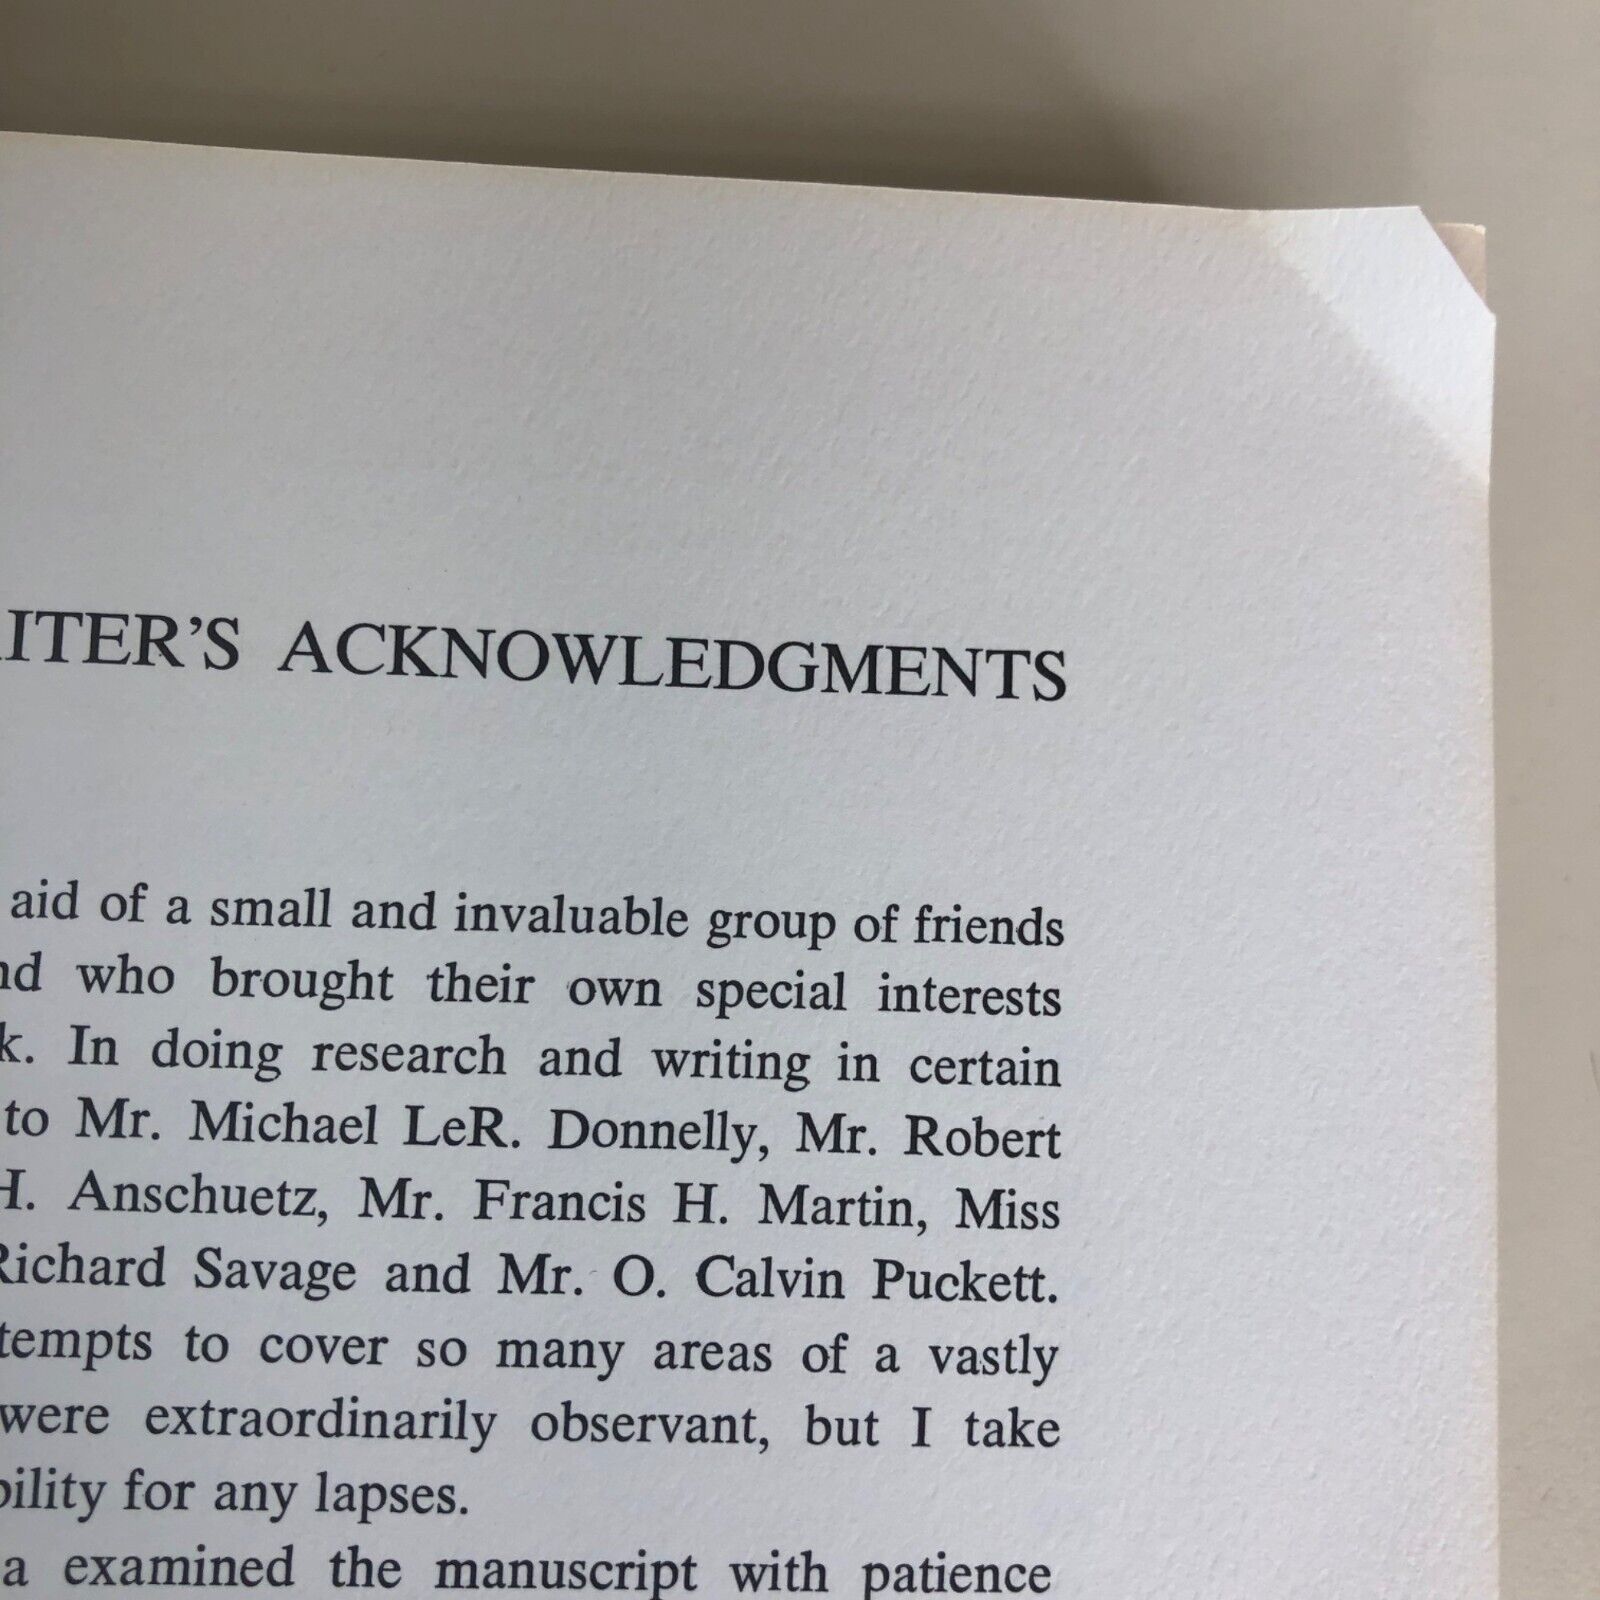 ITER'S ACKNOWLEDGMENTS
aid of a small and invaluable group of friends
nd who brought their own special interests
k. In doing research and writing in certain
to Mr. Michael LeR. Donnelly, Mr. Robert
H. Anschuetz, Mr. Francis H. Martin, Miss
Richard Savage and Mr. O. Calvin Puckett.
tempts to cover so many areas of a vastly
were extraordinarily observant, but I take
bility for any lapses.
a examined the manuscript with patience